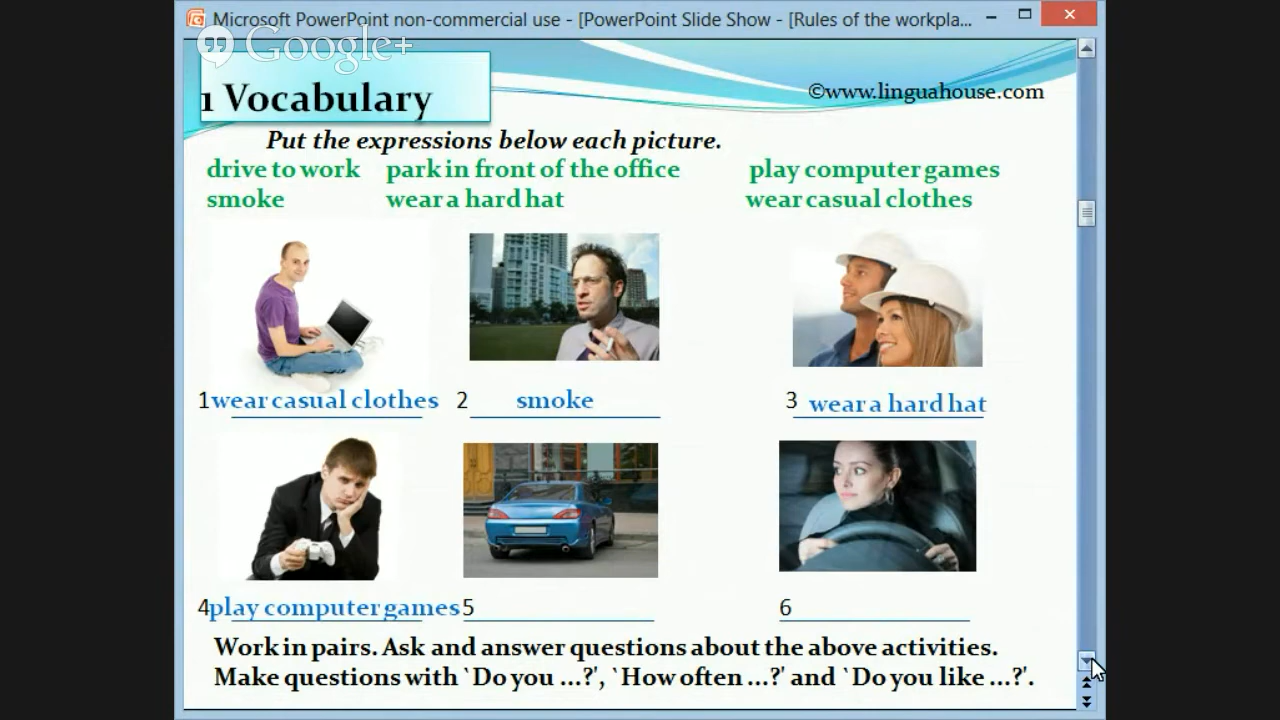 Microsoft PowerPoint non-commercial use - [PowerPoint Slide Show - [Rules of the workpla...
Google+
1 Vocabulary
©www.linguahouse.com
Put the expressions below each picture.
drive to work park in front of the office play computer games
smoke wear a hard hat wear casual clothes
1 wear casual clothes 2 smoke 3 wear a hard hat
4 play computer games 5 6
Work in pairs. Ask and answer questions about the above activities.
Make questions with `Do you ...?', `How often ...?' and `Do you like ...?'.